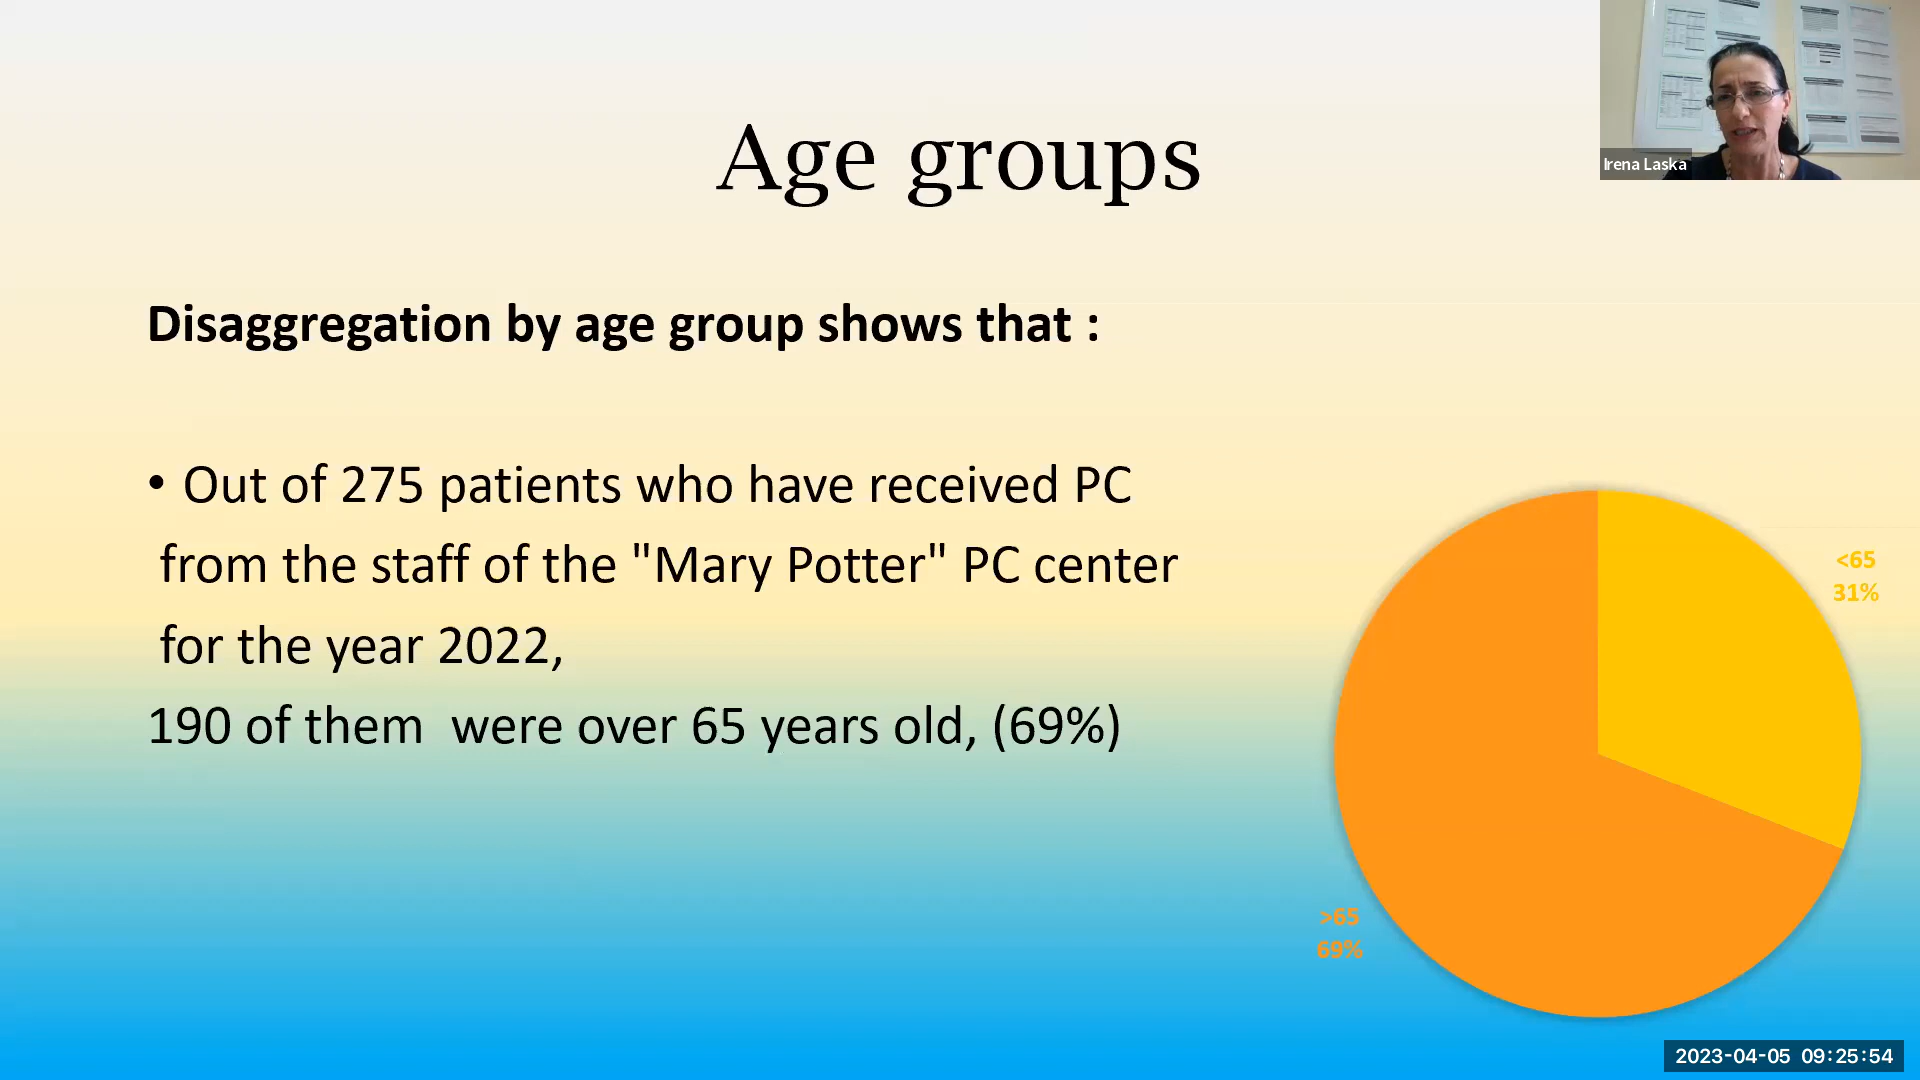 Irena Laska
Age groups
Disaggregation by age group shows that :
• Out of 275 patients who have received PC
from the staff of the "Mary Potter" PC center
for the year 2022,
190 of them were over 65 years old, (69%)
<65
31%
>65
69%
2023-04-05 09:25:54